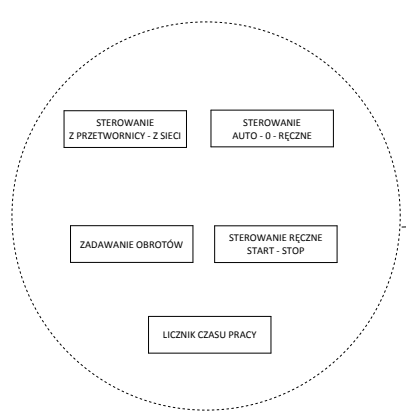 STEROWANIE
Z PRZETWORNICY - Z SIECI
STEROWANIE
AUTO - 0 - RĘCZNE
ZADAWANIE OBROTÓW
STEROWANIE RĘCZNE
START - STOP
LICZNIK CZASU PRACY